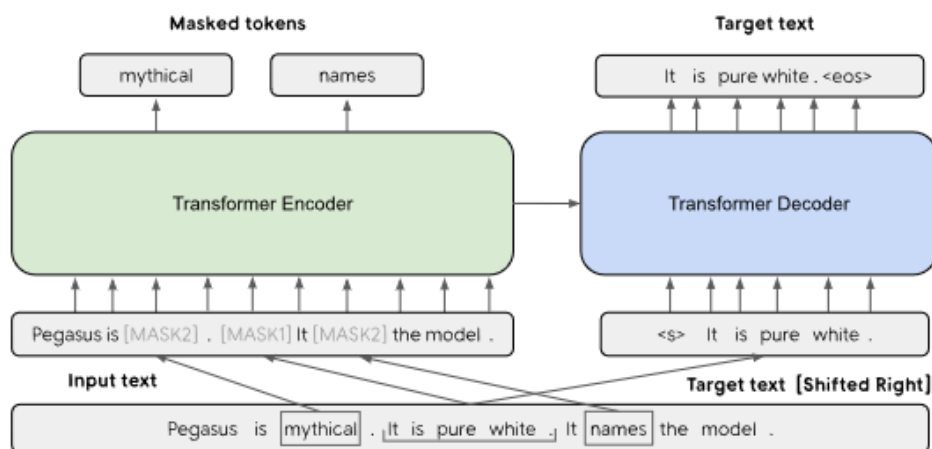 Masked tokens
Target text
mythical
names
It is pure white . <eos>
Transformer Encoder
Transformer Decoder
Pegasus is [MASK2] . [MASK1] It [MASK2] the model .
<s> It is pure white .
Input text
Target text [Shifted Right]
Pegasus is mythical . It is pure white . It names the model .